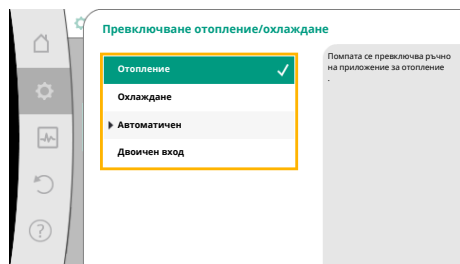 Превключване отопление/охлаждане
Отопление
Охлаждане
Автоматичен
Двоичен вход
Помпата се превключва ръчно
на приложение за отопление
.
?